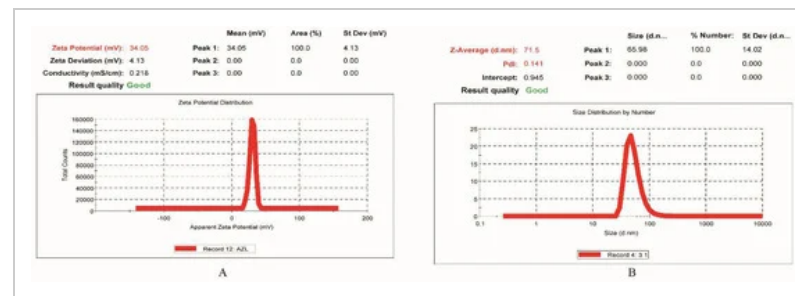 Mean (mV) Area (%) St Dev (mV)
Zeta Potential (mV): 34.05 Peak 1: 34.05 100.0 4.13
Zeta Deviation (mV): 4.13 Peak 2: 0.00 0.0 0.00
Conductivity (mS/cm): 0.216 Peak 3: 0.00 0.0 0.00
Result quality Good
Zeta Potential Distribution
160000
140000
120000
100000
80000
60000
40000
20000
0
Total Counts
-100 0 100 200
Apparent Zeta Potential (mV)
Record 12: AZL
A
Size (d.n... % Number: St Dev (d.n...
Z-Average (d.nm): 71.5 Peak 1: 65.98 100.0 14.02
PdI: 0.141 Peak 2: 0.000 0.0 0.000
Intercept: 0.945 Peak 3: 0.000 0.0 0.000
Result quality Good
Size Distribution by Number
25
20
15
10
5
0
0.1 1 10 100 1000 10000
Size (d.nm)
Record 4: 3 1
B